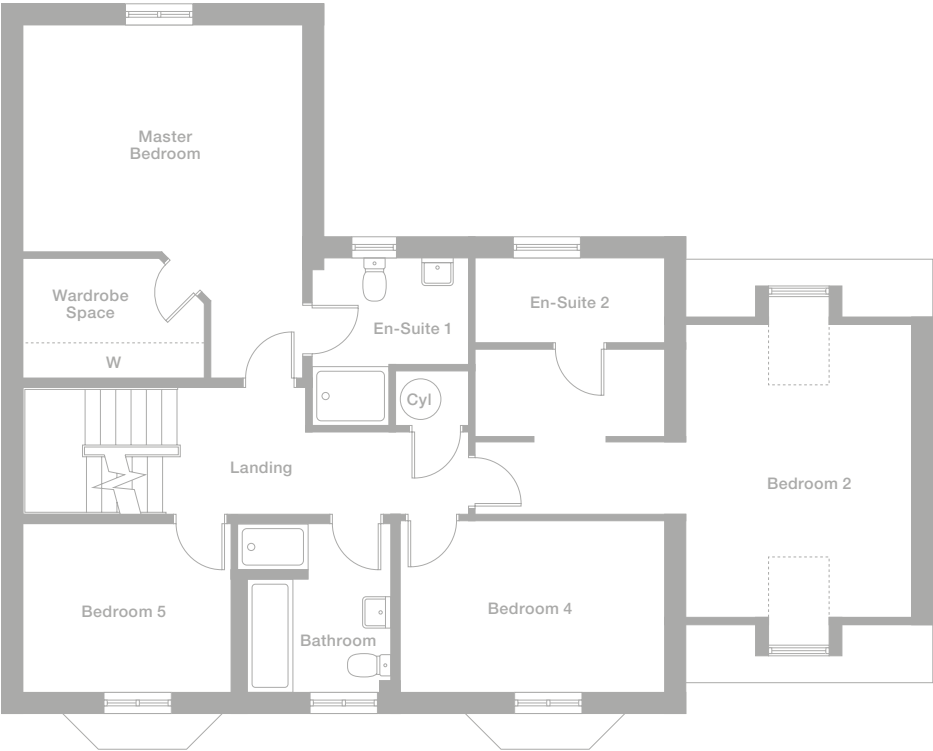 Master
Bedroom
Wardrobe
Space
W
En-Suite 1
En-Suite 2
Cyl
Landing
Bedroom 2
Bedroom 5
Bathroom
Bedroom 4